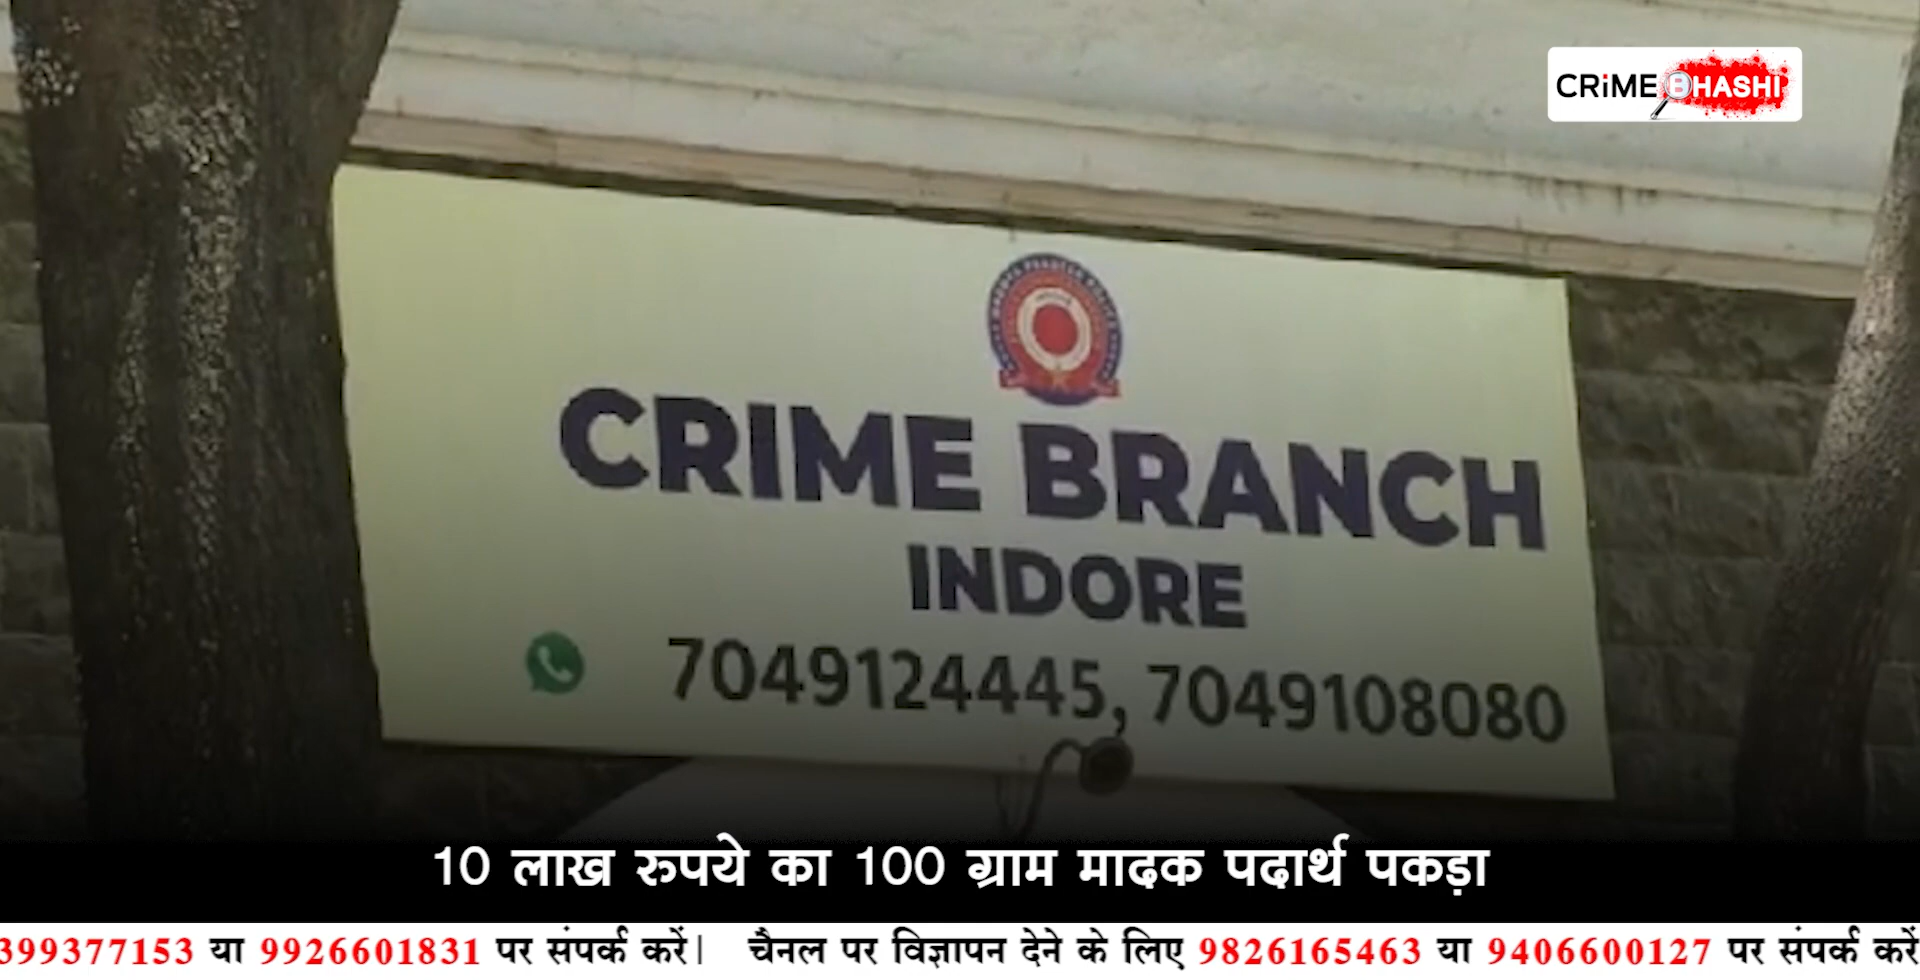 CRiME BHASHI
CRIME BRANCH
INDORE
7049124445, 7049108080
10 लाख रुपये का 100 ग्राम मादक पदार्थ पकड़ा
399377153 या 9926601831 पर संपर्क करें| चैनल पर विज्ञापन देने के लिए 9826165463 या 9406600127 पर संपर्क करें